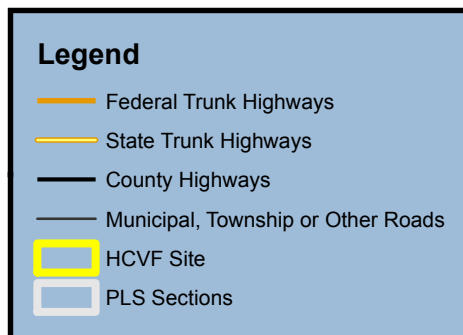 Legend
Federal Trunk Highways
State Trunk Highways
County Highways
Municipal, Township or Other Roads
HCVF Site
PLS Sections